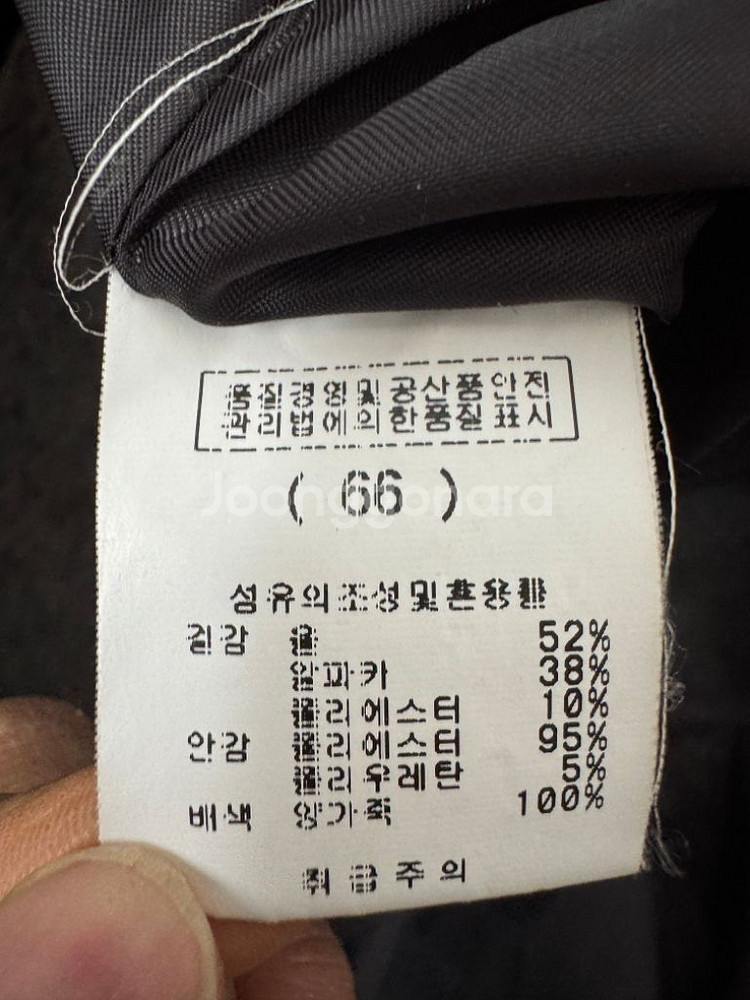 품질경영및 공산품안전
관리법에의한품질표시
( 66 )
Joonggonara
섬유의조성및혼용률
겉감 울 52%
알파카 38%
폴리에스터 10%
안감 폴리에스터 95%
폴리우레탄 5%
배색 양가죽 100%
취급주의